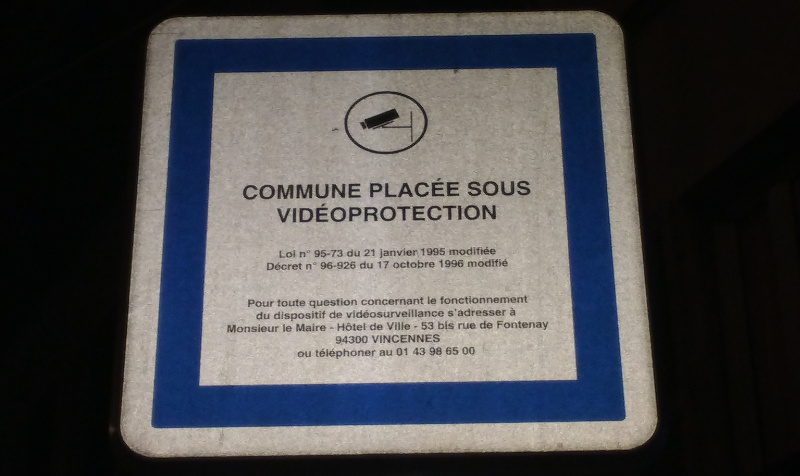 COMMUNE PLACÉE SOUS
VIDÉOPROTECTION
Loi n° 95-73 du 21 janvier 1995 modifiée
Décret n° 96-926 du 17 octobre 1996 modifié
Pour toute question concernant le fonctionnement
du dispositif de vidéosurveillance s'adresser à
Monsieur le Maire - Hôtel de Ville - 53 bis rue de Fontenay
94300 VINCENNES
ou téléphoner au 01 43 98 65 00